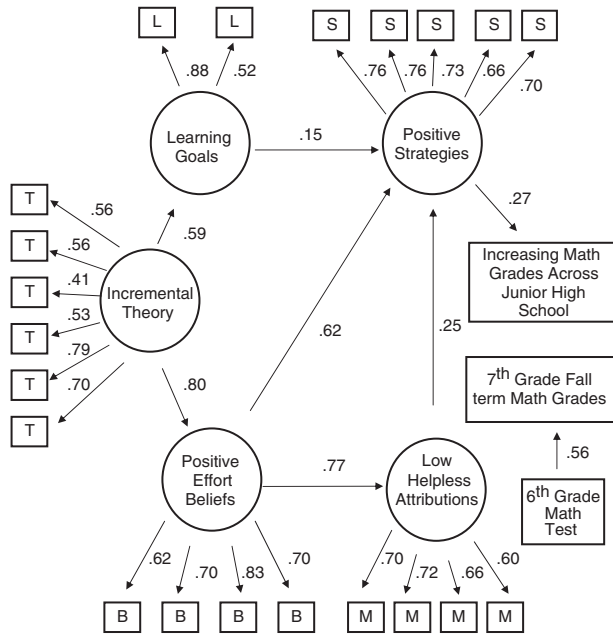 L L
S S S S S
.88 .52
.76 .76 .73 .66 .70
Learning
Goals
.15
Positive
Strategies
.27
T
T
T
T
T
T
.56
.56
.41
.53
.79
.70
.59
Incremental
Theory
.80
.62
.25
Increasing Math
Grades Across
Junior High
School
7th Grade Fall
term Math Grades
.56
6th Grade
Math
Test
Positive
Effort
Beliefs
.77
Low
Helpless
Attributions
.62 .70 .83 .70
.70 .72 .66 .60
B B B B
M M M M